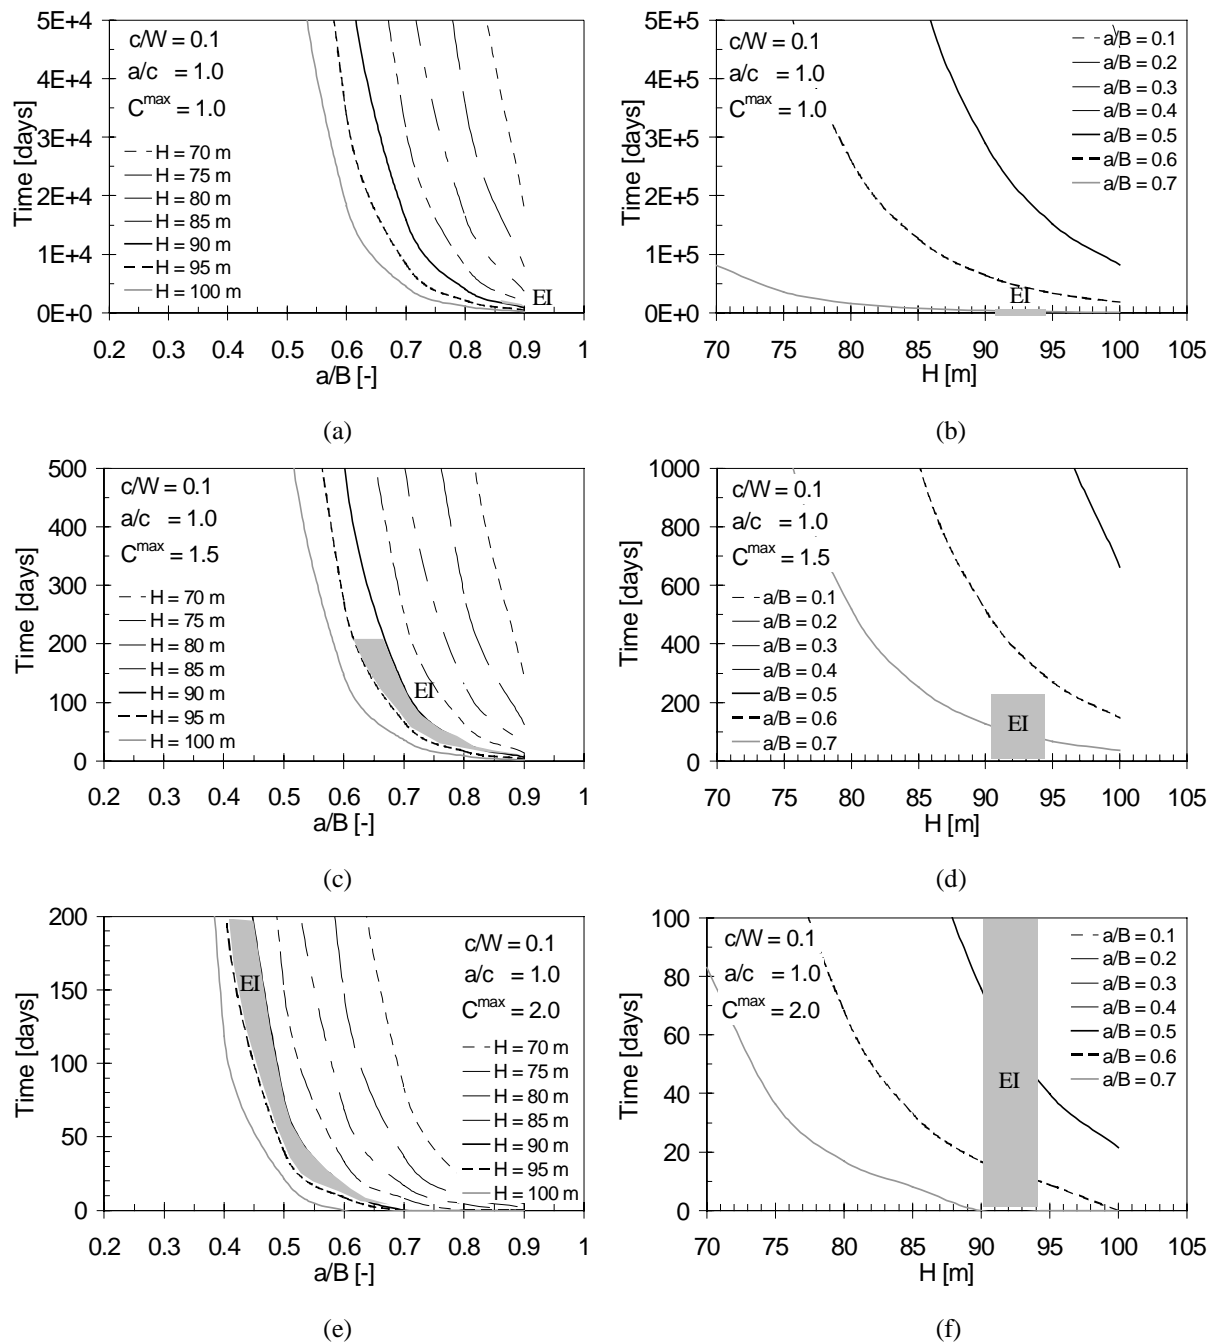 5E+4
4E+4
3E+4
2E+4
1E+4
0E+0
Time [days]
c/W = 0.1
a/c = 1.0
C^max = 1.0
H = 70 m
H = 75 m
H = 80 m
H = 85 m
H = 90 m
H = 95 m
H = 100 m
EI
0.2 0.3 0.4 0.5 0.6 0.7 0.8 0.9 1
a/B [-]
(a)
5E+5
4E+5
3E+5
2E+5
1E+5
0E+0
Time [days]
c/W = 0.1
a/c = 1.0
C^max = 1.0
a/B = 0.1
a/B = 0.2
a/B = 0.3
a/B = 0.4
a/B = 0.5
a/B = 0.6
a/B = 0.7
EI
70 75 80 85 90 95 100 105
H [m]
(b)
500
400
300
200
100
0
Time [days]
c/W = 0.1
a/c = 1.0
C^max = 1.5
H = 70 m
H = 75 m
H = 80 m
H = 85 m
H = 90 m
H = 95 m
H = 100 m
EI
0.2 0.3 0.4 0.5 0.6 0.7 0.8 0.9 1
a/B [-]
(c)
1000
800
600
400
200
0
Time [days]
c/W = 0.1
a/c = 1.0
C^max = 1.5
a/B = 0.1
a/B = 0.2
a/B = 0.3
a/B = 0.4
a/B = 0.5
a/B = 0.6
a/B = 0.7
EI
70 75 80 85 90 95 100 105
H [m]
(d)
200
150
100
50
0
Time [days]
EI
c/W = 0.1
a/c = 1.0
C^max = 2.0
H = 70 m
H = 75 m
H = 80 m
H = 85 m
H = 90 m
H = 95 m
H = 100 m
0.2 0.3 0.4 0.5 0.6 0.7 0.8 0.9 1
a/B [-]
(e)
100
80
60
40
20
0
Time [days]
c/W = 0.1
a/c = 1.0
C^max = 2.0
EI
a/B = 0.1
a/B = 0.2
a/B = 0.3
a/B = 0.4
a/B = 0.5
a/B = 0.6
a/B = 0.7
70 75 80 85 90 95 100 105
H [m]
(f)